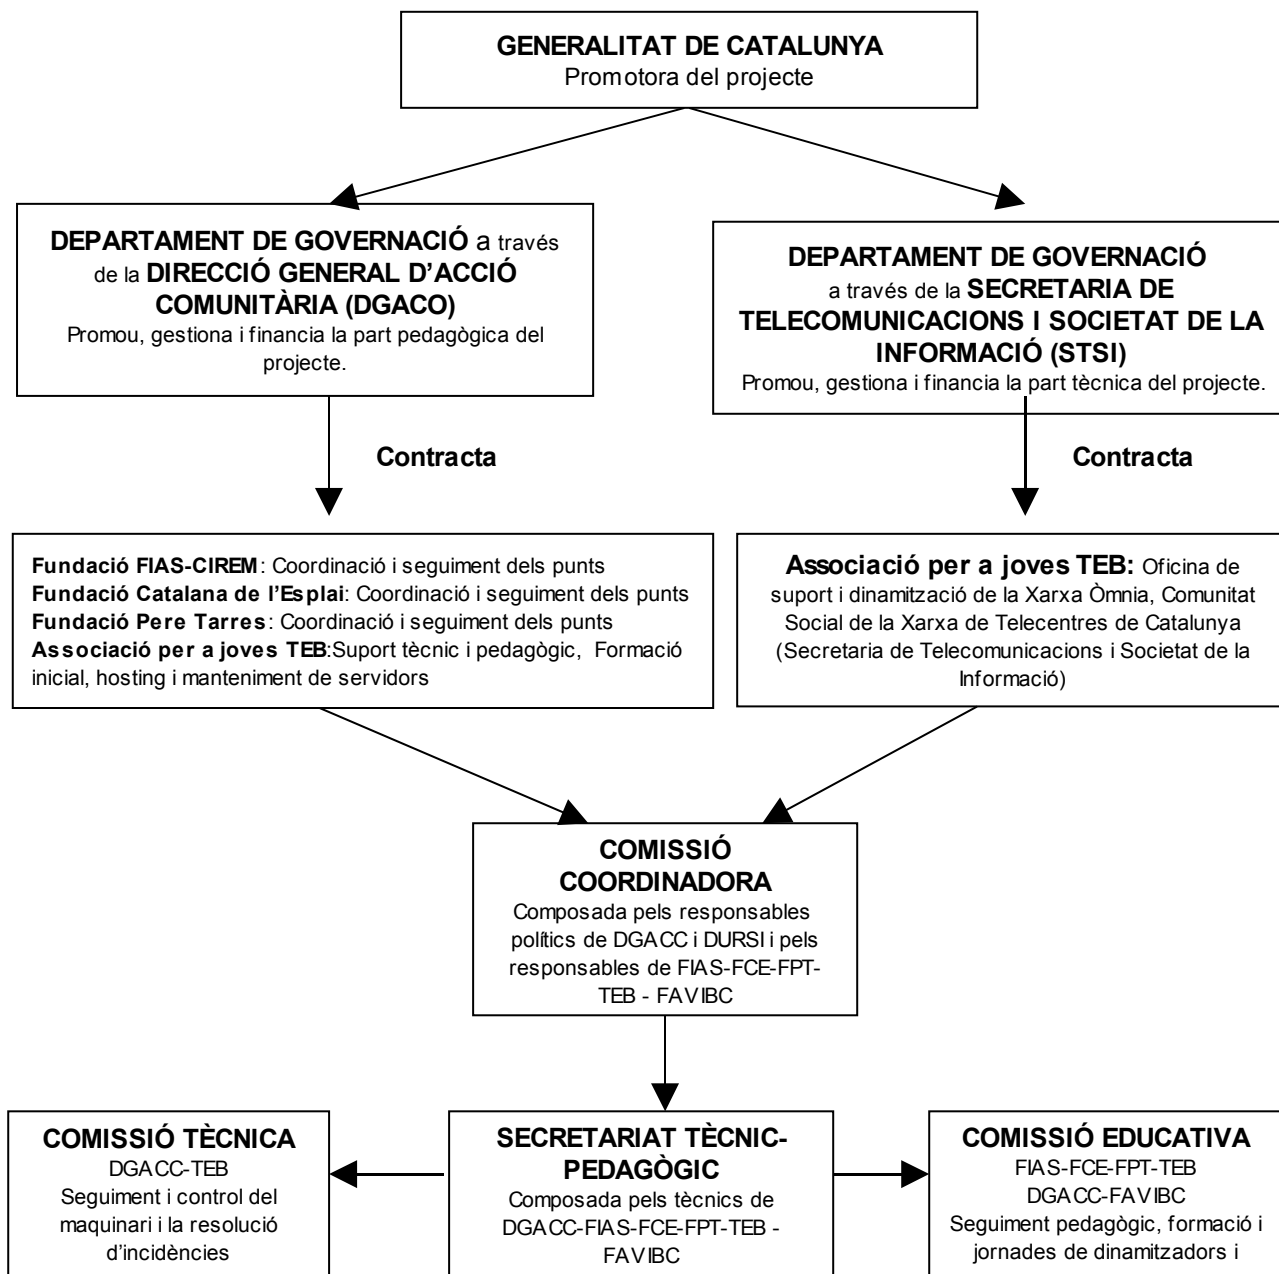 GENERALITAT DE CATALUNYA
Promotora del projecte
DEPARTAMENT DE GOVERNACIÓ a través
de la DIRECCIÓ GENERAL D'ACCIÓ
COMUNITÀRIA (DGACO)
Promou, gestiona i financia la part pedagògica del
projecte.
DEPARTAMENT DE GOVERNACIÓ
a través de la SECRETARIA DE
TELECOMUNICACIONS I SOCIETAT DE LA
INFORMACIÓ (STSI)
Promou, gestiona i financia la part tècnica del projecte.
Contracta
Contracta
Fundació FIAS-CIREM: Coordinació i seguiment dels punts
Fundació Catalana de l'Esplai: Coordinació i seguiment dels punts
Fundació Pere Tarres: Coordinació i seguiment dels punts
Associació per a joves TEB:Suport tècnic i pedagògic, Formació
inicial, hosting i manteniment de servidors
Associació per a joves TEB: Oficina de
suport i dinamització de la Xarxa Òmnia, Comunitat
Social de la Xarxa de Telecentres de Catalunya
(Secretaria de Telecomunicacions i Societat de la
Informació)
COMISSIÓ
COORDINADORA
Composada pels responsables
polítics de DGACC i DURSI i pels
responsables de FIAS-FCE-FPT-
TEB - FAVIBC
COMISSIÓ TÈCNICA
DGACC-TEB
Seguiment i control del
maquinari i la resolució
d'incidències
SECRETARIAT TÈCNIC-
PEDAGÒGIC
Composada pels tècnics de
DGACC-FIAS-FCE-FPT-TEB -
FAVIBC
COMISSIÓ EDUCATIVA
FIAS-FCE-FPT-TEB
DGACC-FAVIBC
Seguiment pedagògic, formació i
jornades de dinamitzadors i